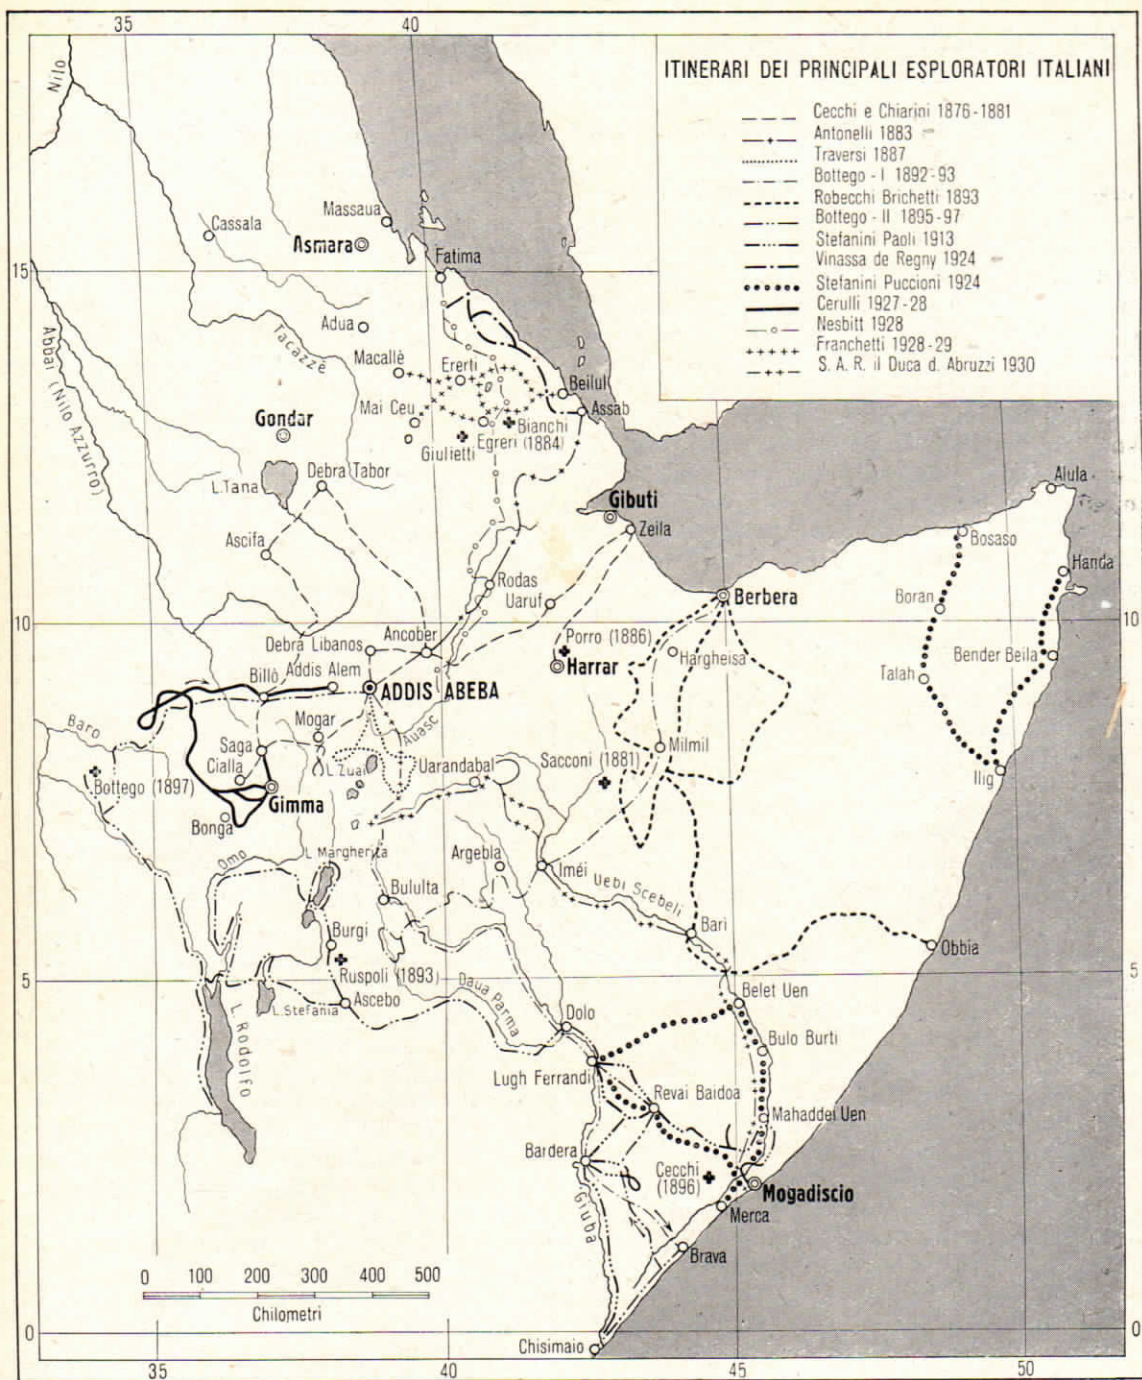 35
40
ITINERARI DEI PRINCIPALI ESPLORATORI ITALIANI
Cecchi e Chiarini 1876-1881
Antonelli 1883
Traversi 1887
Bottego - I 1892-93
Robecchi Brichetti 1893
Bottego - II 1895-97
Stefanini Paoli 1913
Vinassa de Regny 1924
Stefanini Puccioni 1924
Cerulli 1927-28
Nesbitt 1928
Franchetti 1928-29
S. A. R. il Duca d. Abruzzi 1930
Nilo
Massaua
Cassala
Asmara
Fatima
15
Adua
Tacazzè
Abbai (Nilo Azzurro)
Macallè
Ererti
Beilul
Mai Ceu
Assab
Gondar
Bianchi
Egreri (1884)
Giulietti
Debra Tabor
L. Tana
Gibuti
Alula
Zeila
Bosaso
Ascifa
Handa
Rodas
Uaruf
Berbera
Boran
10
10
Debra Libanos
Ancober
Porro (1886)
Hargheisa
Bender Beila
Harrar
Talah
Billò
Addis Alem
ADDIS ABEBA
Baro
Mogar
Auasc
Milmil
Saga
Sacconi (1881)
Cialla
L. Zuai
Uarandabal
Ilig
Bottego (1897)
Gimma
Bonga
Omo
L. Margherita
Argebla
Iméi
Uebi Scebeli
Bululta
Burgi
Bari
Obbia
Ruspoli (1893)
5
5
L. Stefania
Ascebo
Daua Parma
Belet Uen
L. Rodolfo
Dolo
Bulo Burti
Lugh Ferrandi
Revai Baidoa
Mahaddei Uen
Bardera
Cecchi
(1896)
Mogadiscio
Giuba
Merca
Brava
0 100 200 300 400 500
Chilometri
0
0
Chisimaio
35
40
45
50